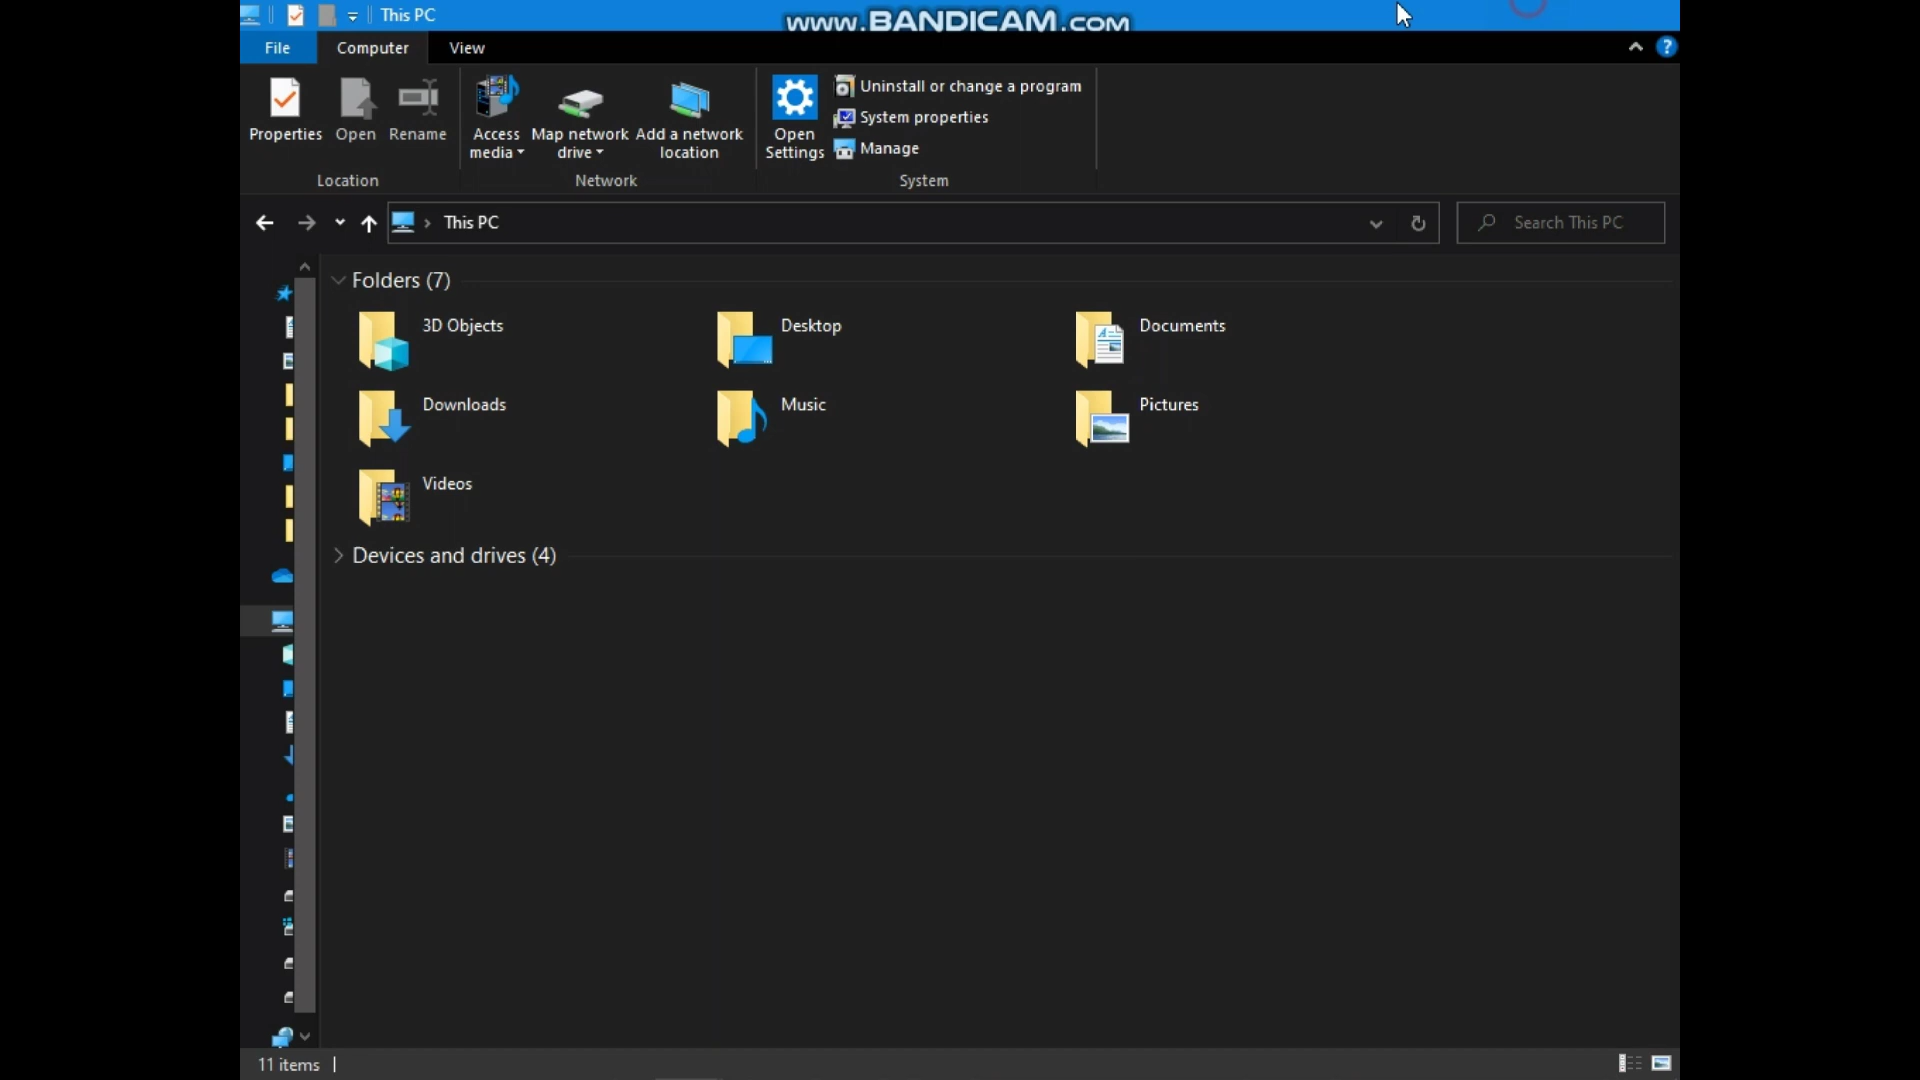 This PC
www.BANDICAM.com
File
Computer
View
?
Properties
Open
Rename
Access media
Map network drive
Add a network location
Open Settings
Uninstall or change a program
System properties
Manage
Location
Network
System
This PC
Search This PC
Folders (7)
3D Objects
Desktop
Documents
Downloads
Music
Pictures
Videos
Devices and drives (4)
11 items